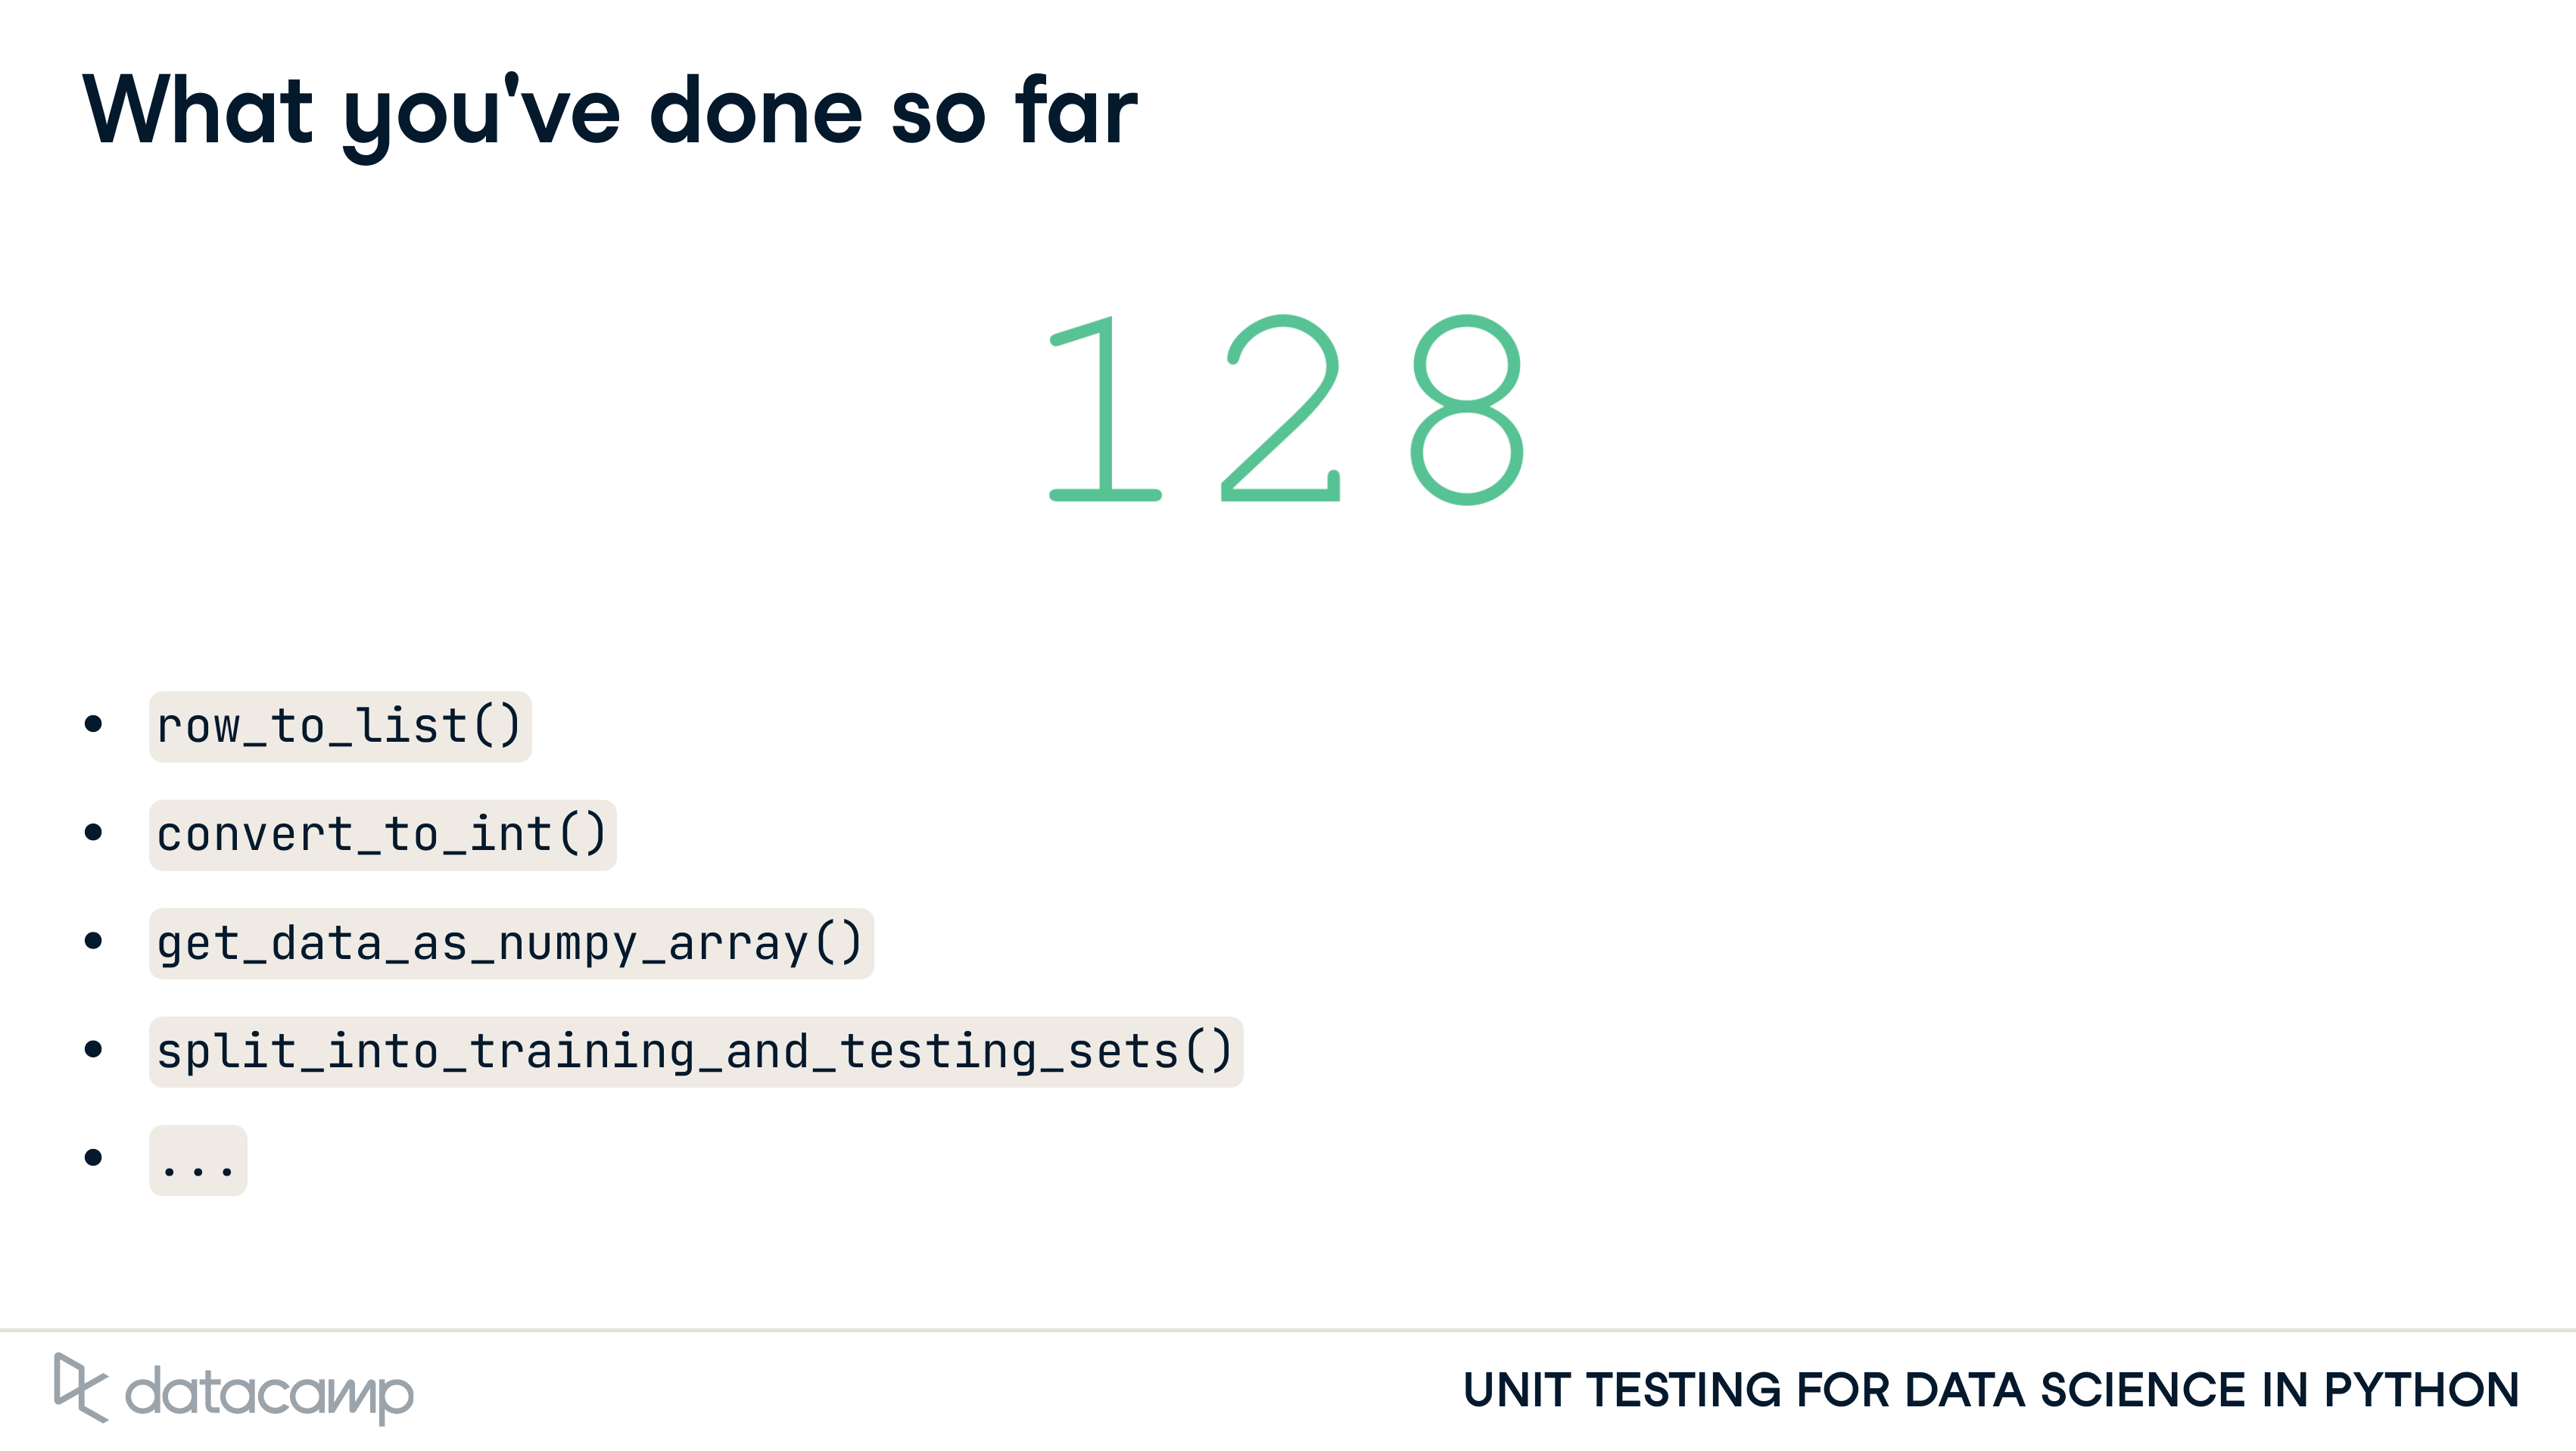 What you've done so far
128
• row_to_list()
• convert_to_int()
• get_data_as_numpy_array()
• split_into_training_and_testing_sets()
• ...
datacamp
UNIT TESTING FOR DATA SCIENCE IN PYTHON